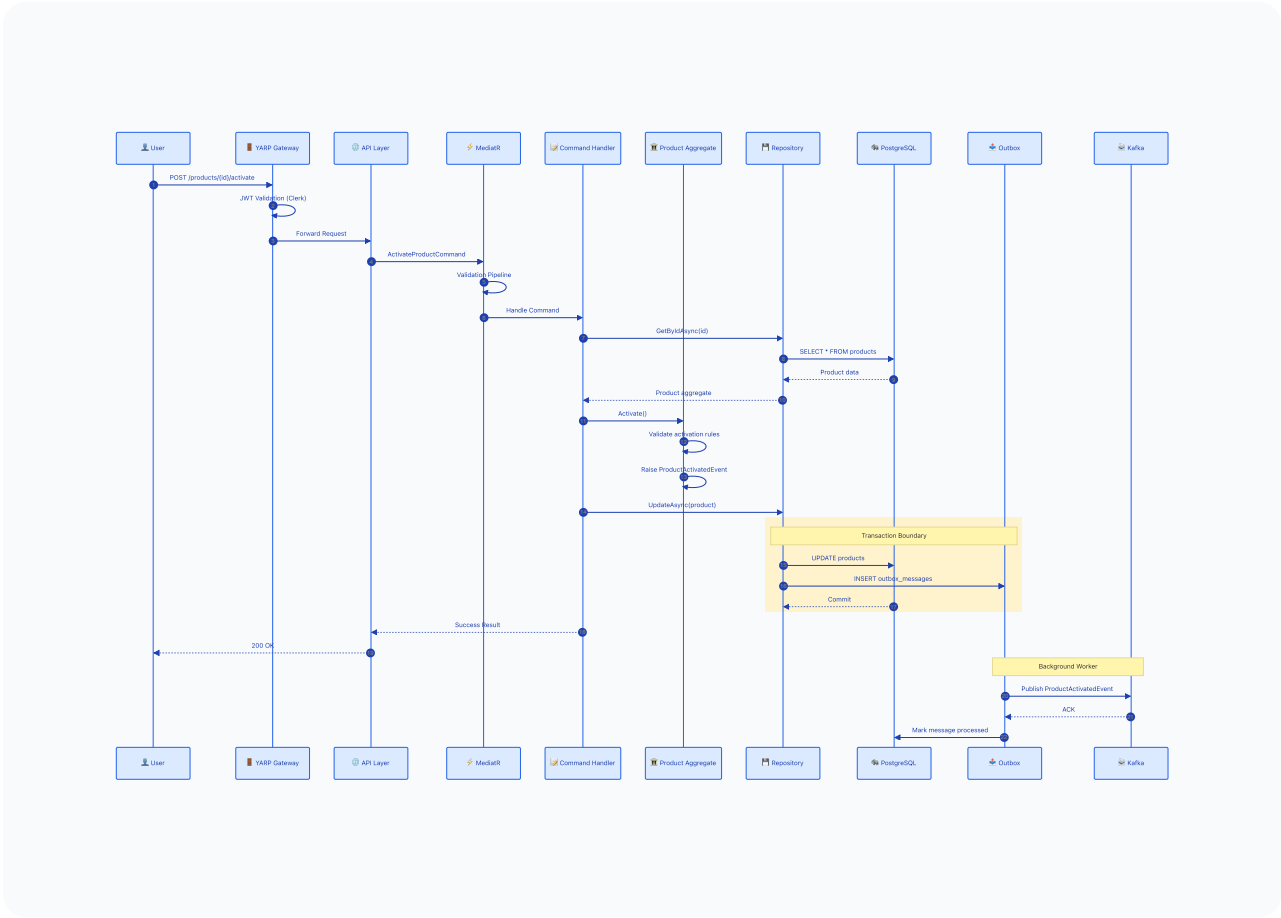 User
YARP Gateway
API Layer
MediatR
Command Handler
Product Aggregate
Repository
PostgreSQL
Outbox
Kafka
POST /products/{id}/activate
JWT Validation (Clerk)
Forward Request
ActivateProductCommand
Validation Pipeline
Handle Command
GetByIdAsync(id)
SELECT * FROM products
Product data
Product aggregate
Activate()
Validate activation rules
Raise ProductActivatedEvent
UpdateAsync(product)
Transaction Boundary
UPDATE products
INSERT outbox_messages
Commit
Success Result
200 OK
Background Worker
Publish ProductActivatedEvent
ACK
Mark message processed
User
YARP Gateway
API Layer
MediatR
Command Handler
Product Aggregate
Repository
PostgreSQL
Outbox
Kafka